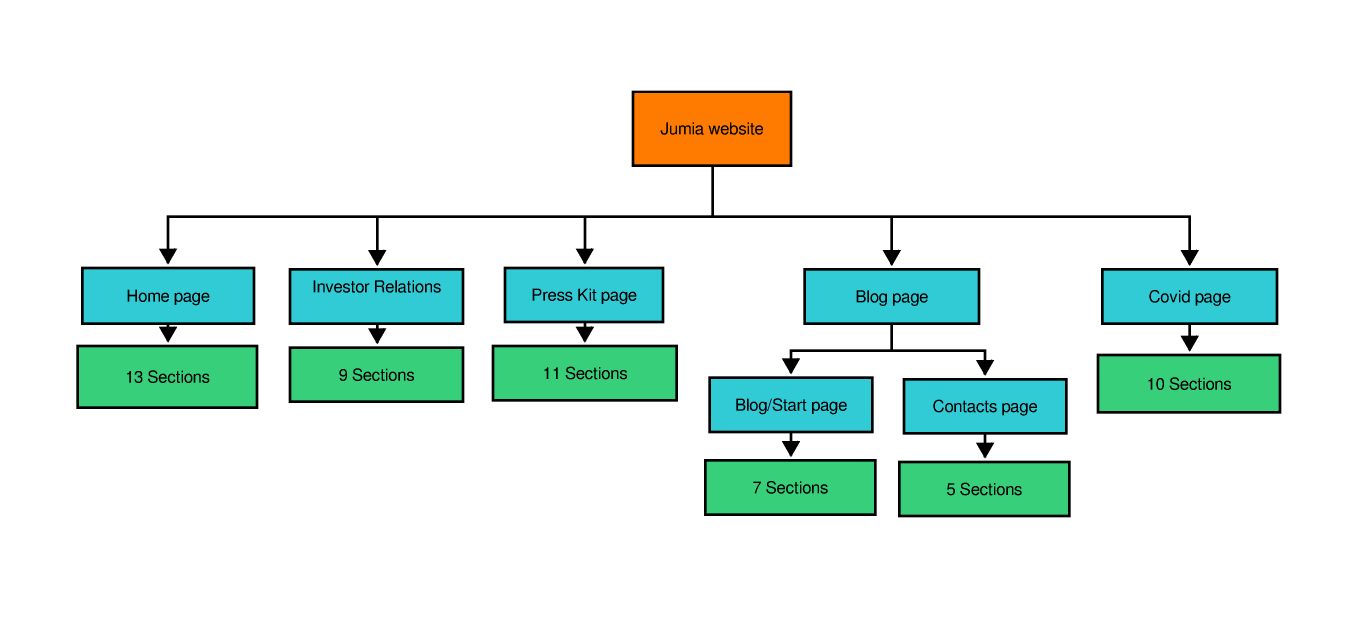 Jumia website
Home page
Investor Relations
Press Kit page
Blog page
Covid page
13 Sections
9 Sections
11 Sections
10 Sections
Blog/Start page
Contacts page
7 Sections
5 Sections